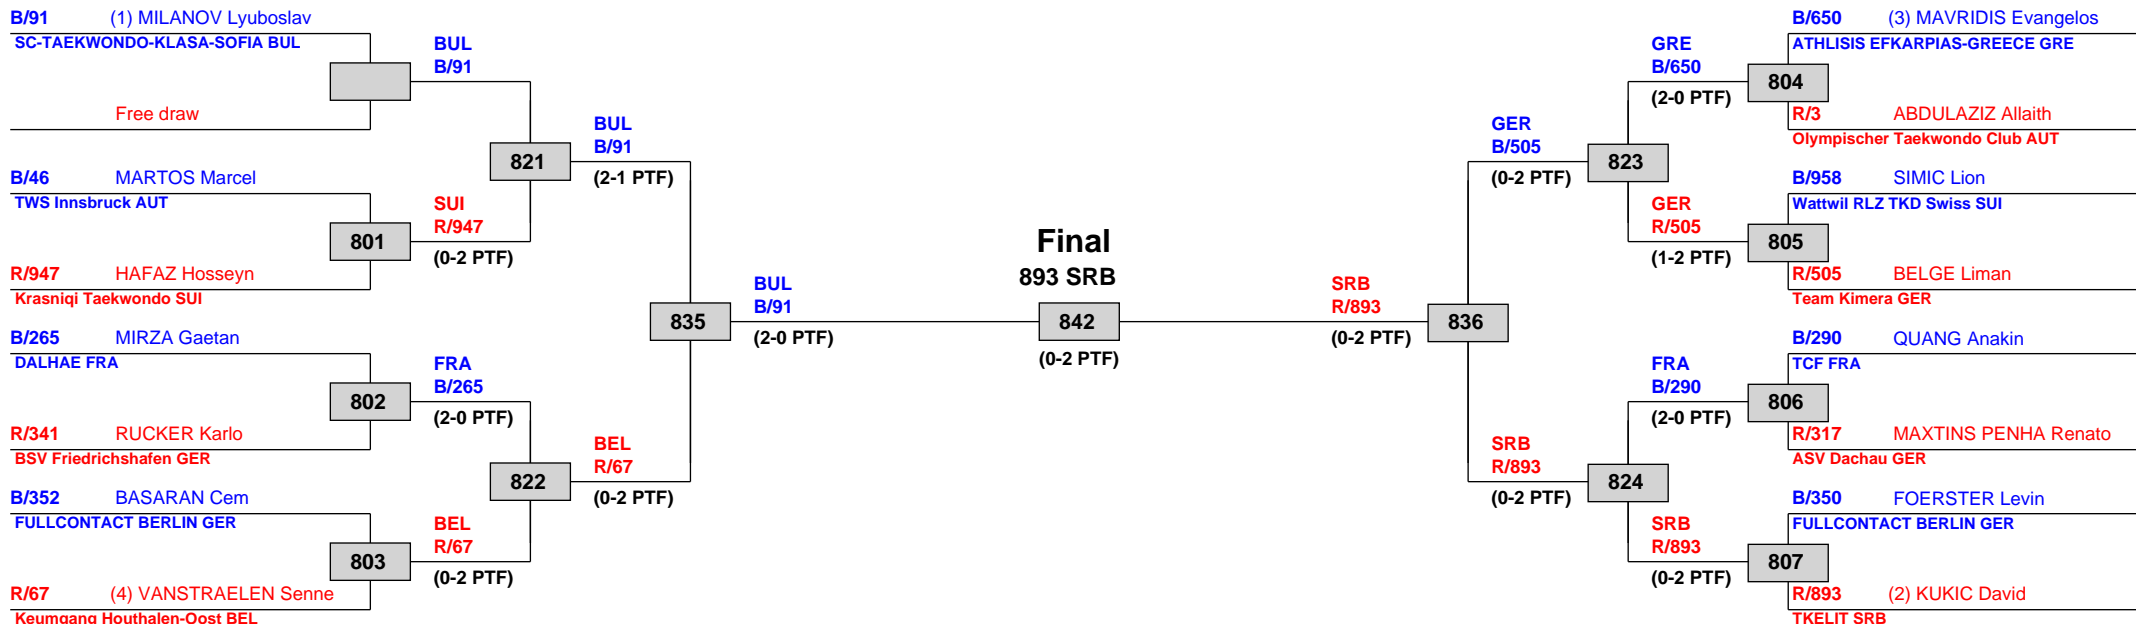 B/91 (1) MILANOV Lyuboslav
SC-TAEKWONDO-KLASA-SOFIA BUL
Free draw
B/46 MARTOS Marcel
TWS Innsbruck AUT
801
R/947 HAFAZ Hosseyn
Krasniqi Taekwondo SUI
B/265 MIRZA Gaetan
DALHAE FRA
802
R/341 RUCKER Karlo
BSV Friedrichshafen GER
B/352 BASARAN Cem
FULLCONTACT BERLIN GER
803
R/67 (4) VANSTRAELEN Senne
Keumgang Houthalen-Oost BEL
BUL
B/91
821
SUI
R/947
(0-2 PTF)
FRA
B/265
(2-0 PTF)
822
BEL
R/67
(0-2 PTF)
BUL
B/91
(2-1 PTF)
835
BEL
R/67
(0-2 PTF)
BUL
B/91
(2-0 PTF)
Final
893 SRB
842
(0-2 PTF)
SRB
R/893
(0-2 PTF)
836
GER
B/505
(0-2 PTF)
SRB
R/893
(0-2 PTF)
823
GRE
B/650
(2-0 PTF)
GER
R/505
(1-2 PTF)
824
FRA
B/290
(2-0 PTF)
SRB
R/893
(0-2 PTF)
B/650 (3) MAVRIDIS Evangelos
ATHLISIS EFKARPIAS-GREECE GRE
804
R/3 ABDULAZIZ Allaith
Olympischer Taekwondo Club AUT
B/958 SIMIC Lion
Wattwil RLZ TKD Swiss SUI
805
R/505 BELGE Liman
Team Kimera GER
B/290 QUANG Anakin
TCF FRA
806
R/317 MAXTINS PENHA Renato
ASV Dachau GER
B/350 FOERSTER Levin
FULLCONTACT BERLIN GER
807
R/893 (2) KUKIC David
TKELIT SRB